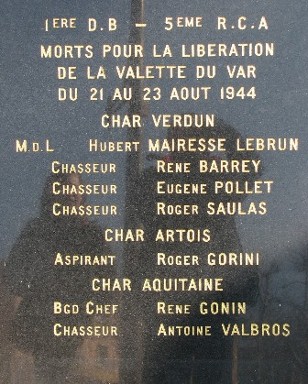 1ERE D.B - 5EME R.C.A
MORTS POUR LA LIBERATION
DE LA VALETTE DU VAR
DU 21 AU 23 AOUT 1944
CHAR VERDUN
M.D.L HUBERT MAIRESSE LEBRUN
CHASSEUR RENE BARREY
CHASSEUR EUGENE POLLET
CHASSEUR ROGER SAULAS
CHAR ARTOIS
ASPIRANT ROGER GORINI
CHAR AQUITAINE
BGD CHEF RENE GONIN
CHASSEUR ANTOINE VALBROS